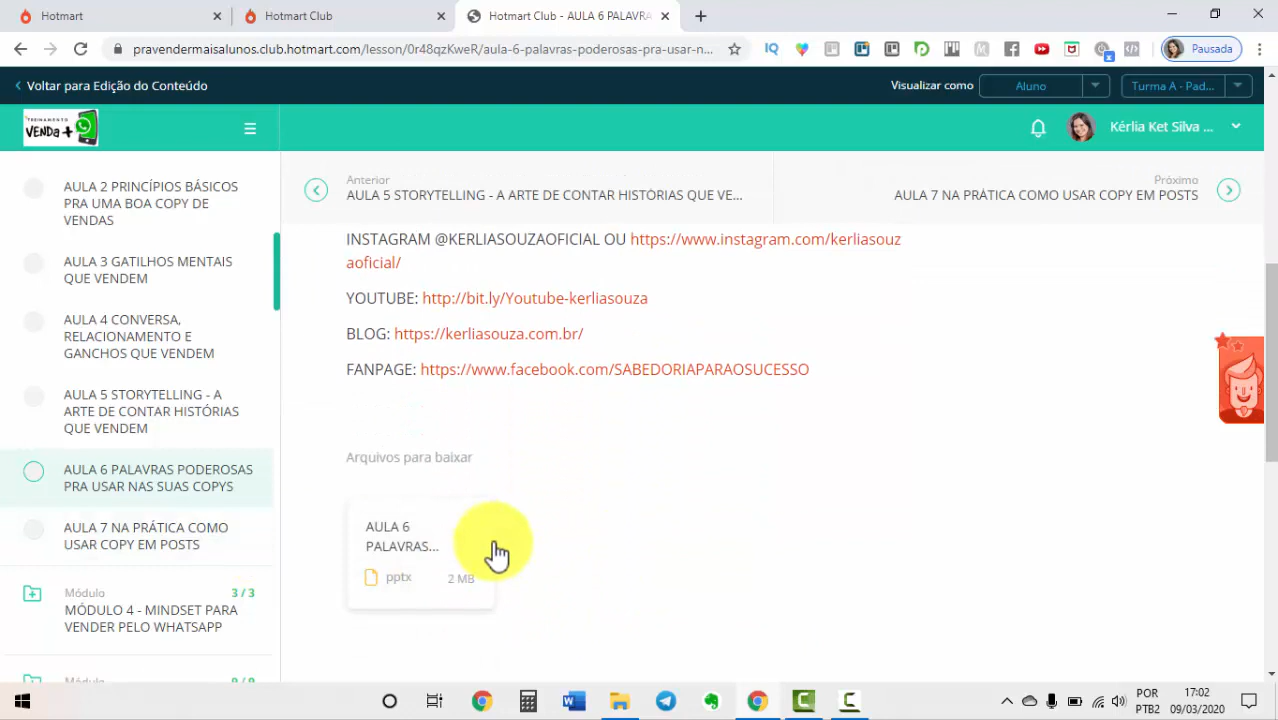 Hotmart
Hotmart Club
Hotmart Club - AULA 6 PALAVRA
pravendermaisalunos.club.hotmart.com/lesson/0r48qzKweR/aula-6-palavras-poderosas-pra-usar-n...
Pausada
Voltar para Edição do Conteúdo
Visualizar como
Aluno
Turma A - Pad...
TREINAMENTO
VENDA +
Kérlia Ket Silva ...
Anterior
AULA 5 STORYTELLING - A ARTE DE CONTAR HISTÓRIAS QUE VE...
Próximo
AULA 7 NA PRÁTICA COMO USAR COPY EM POSTS
AULA 2 PRINCÍPIOS BÁSICOS
PRA UMA BOA COPY DE
VENDAS
AULA 3 GATILHOS MENTAIS
QUE VENDEM
AULA 4 CONVERSA,
RELACIONAMENTO E
GANCHOS QUE VENDEM
AULA 5 STORYTELLING - A
ARTE DE CONTAR HISTÓRIAS
QUE VENDEM
AULA 6 PALAVRAS PODEROSAS
PRA USAR NAS SUAS COPYS
AULA 7 NA PRÁTICA COMO
USAR COPY EM POSTS
Módulo 3 / 3
MÓDULO 4 - MINDSET PARA
VENDER PELO WHATSAPP
Módulo
INSTAGRAM @KERLIASOUZAOFICIAL OU https://www.instagram.com/kerliasouz
aoficial/
YOUTUBE: http://bit.ly/Youtube-kerliasouza
BLOG: https://kerliasouza.com.br/
FANPAGE: https://www.facebook.com/SABEDORIAPARAOSUCESSO
Arquivos para baixar
AULA 6
PALAVRAS...
pptx 2 MB
POR
PTB2
17:02
09/03/2020